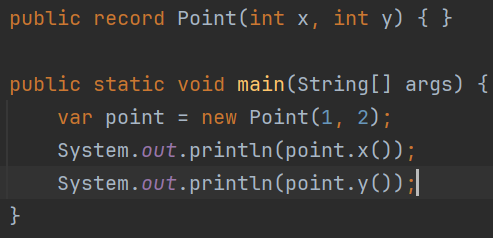 public record Point(int x, int y) { }
public static void main(String[] args) {
    var point = new Point(1, 2);
    System.out.println(point.x());
    System.out.println(point.y());
}